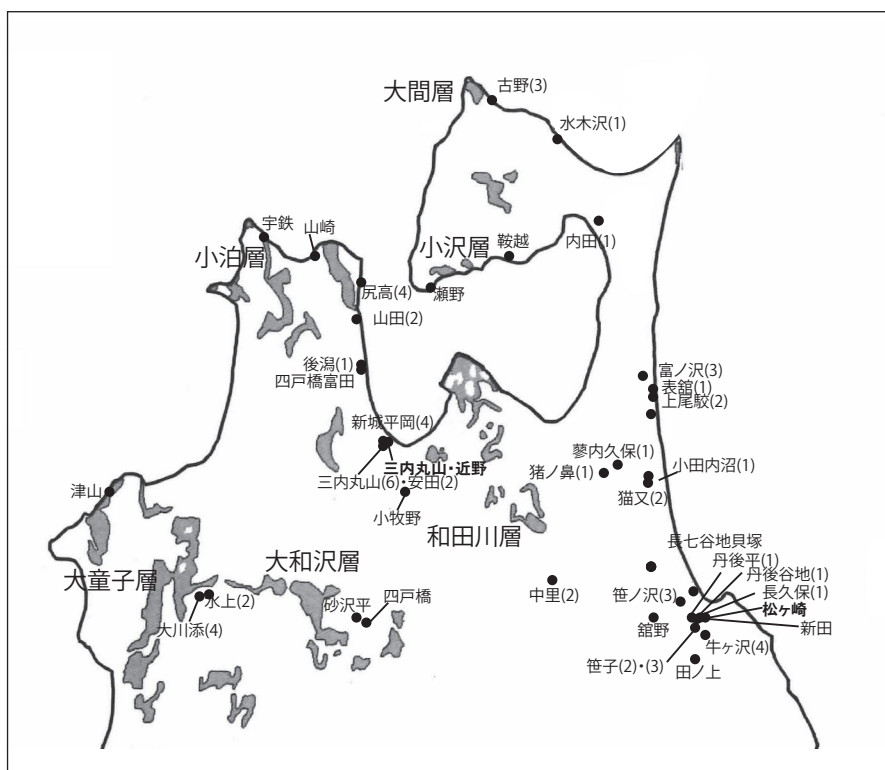 大間層
古野(3)
水木沢(1)
宇鉄
山崎
小泊層
小沢層
鞍越
内田(1)
尻高(4)
瀬野
山田(2)
後潟(1)
四戸橋富田
富ノ沢(3)
表舘(1)
上尾駮(2)
新城平岡(4)
三内丸山・近野
三内丸山(6)・安田(2)
蓼内久保(1)
猪ノ鼻(1)
小田内沼(1)
猫又(2)
津山
小牧野
和田川層
大童子層
大和沢層
長七谷地貝塚
丹後平(1)
丹後谷地(1)
長久保(1)
松ヶ崎
新田
水上(2)
大川添(4)
砂沢平
四戸橋
中里(2)
笹ノ沢(3)
舘野
牛ヶ沢(4)
笹子(2)・(3)
田ノ上